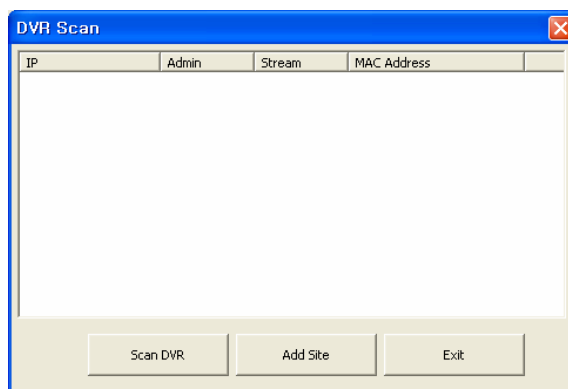 DVR Scan
IP Admin Stream MAC Address
Scan DVR Add Site Exit